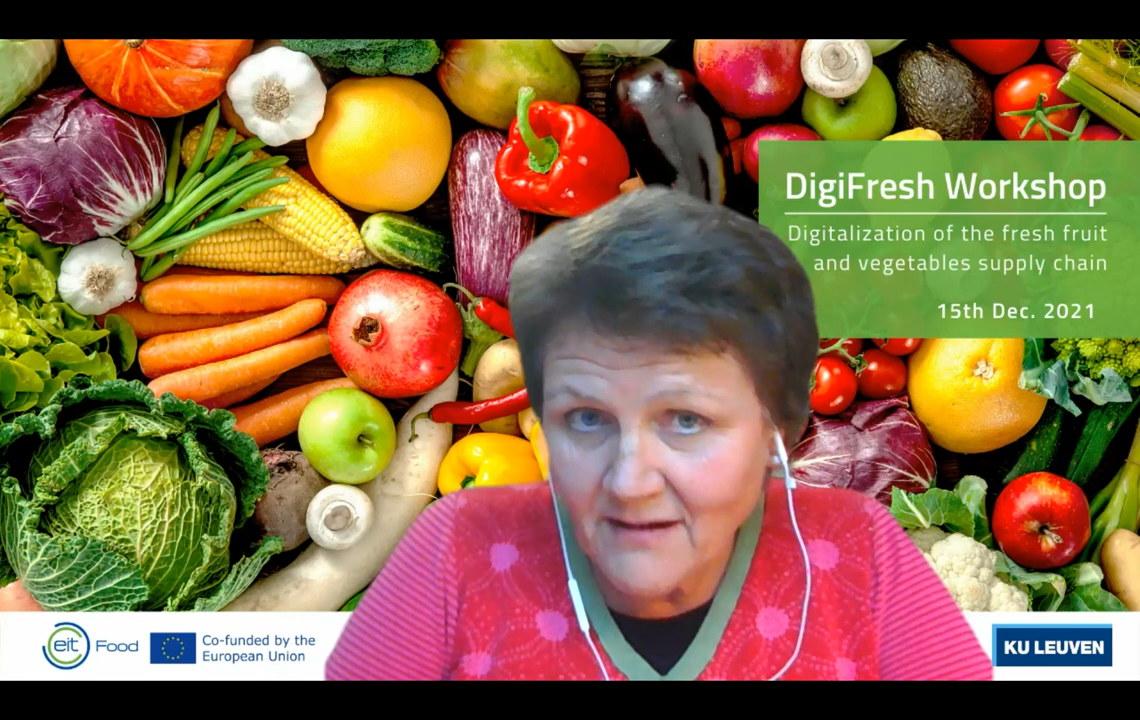 DigiFresh Workshop
Digitalization of the fresh fruit
and vegetables supply chain
15th Dec. 2021
eit Food
Co-funded by the
European Union
KU LEUVEN